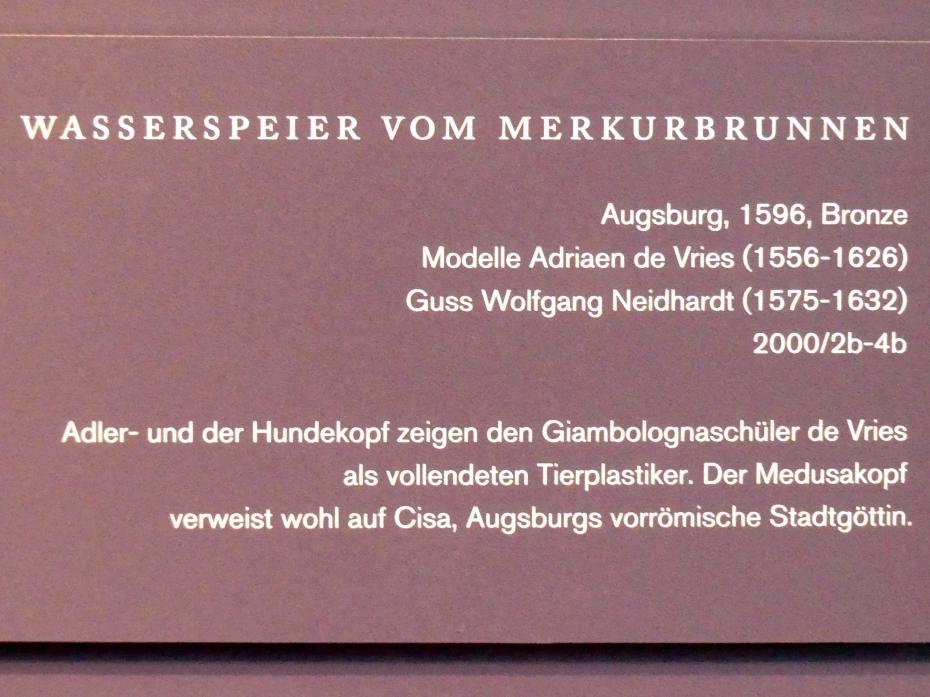 WASSERSPEIER VOM MERKURBRUNNEN
Augsburg, 1596, Bronze
Modelle Adriaen de Vries (1556-1626)
Guss Wolfgang Neidhardt (1575-1632)
2000/2b-4b
Adler- und der Hundekopf zeigen den Giambolognaschüler de Vries
als vollendeten Tierplastiker. Der Medusakopf
verweist wohl auf Cisa, Augsburgs vorrömische Stadtgöttin.